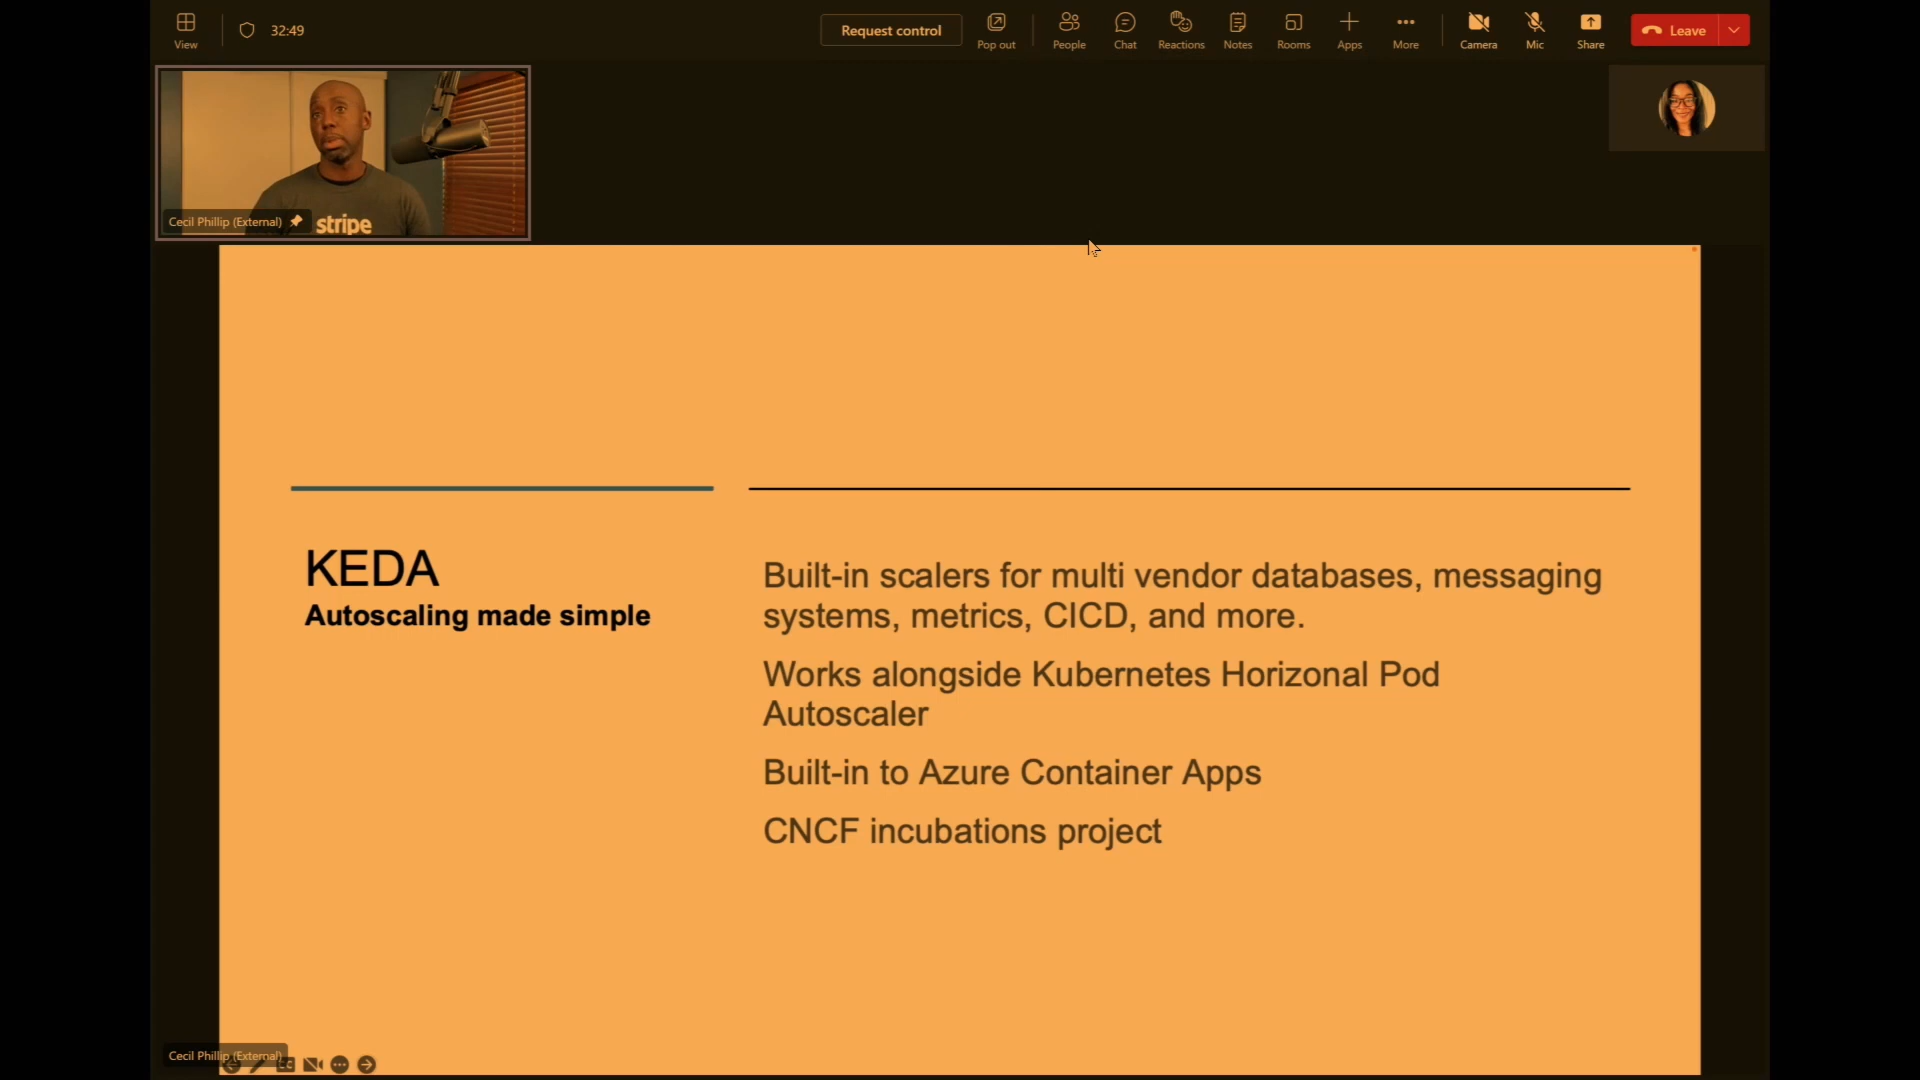 View
32:49
Request control
Pop out
People
Chat
Reactions
Notes
Rooms
Apps
More
Camera
Mic
Share
Leave
Cecil Phillip (External)
stripe
KEDA
Autoscaling made simple
Built-in scalers for multi vendor databases, messaging
systems, metrics, CICD, and more.
Works alongside Kubernetes Horizonal Pod
Autoscaler
Built-in to Azure Container Apps
CNCF incubations project
Cecil Phillip (External)
CC